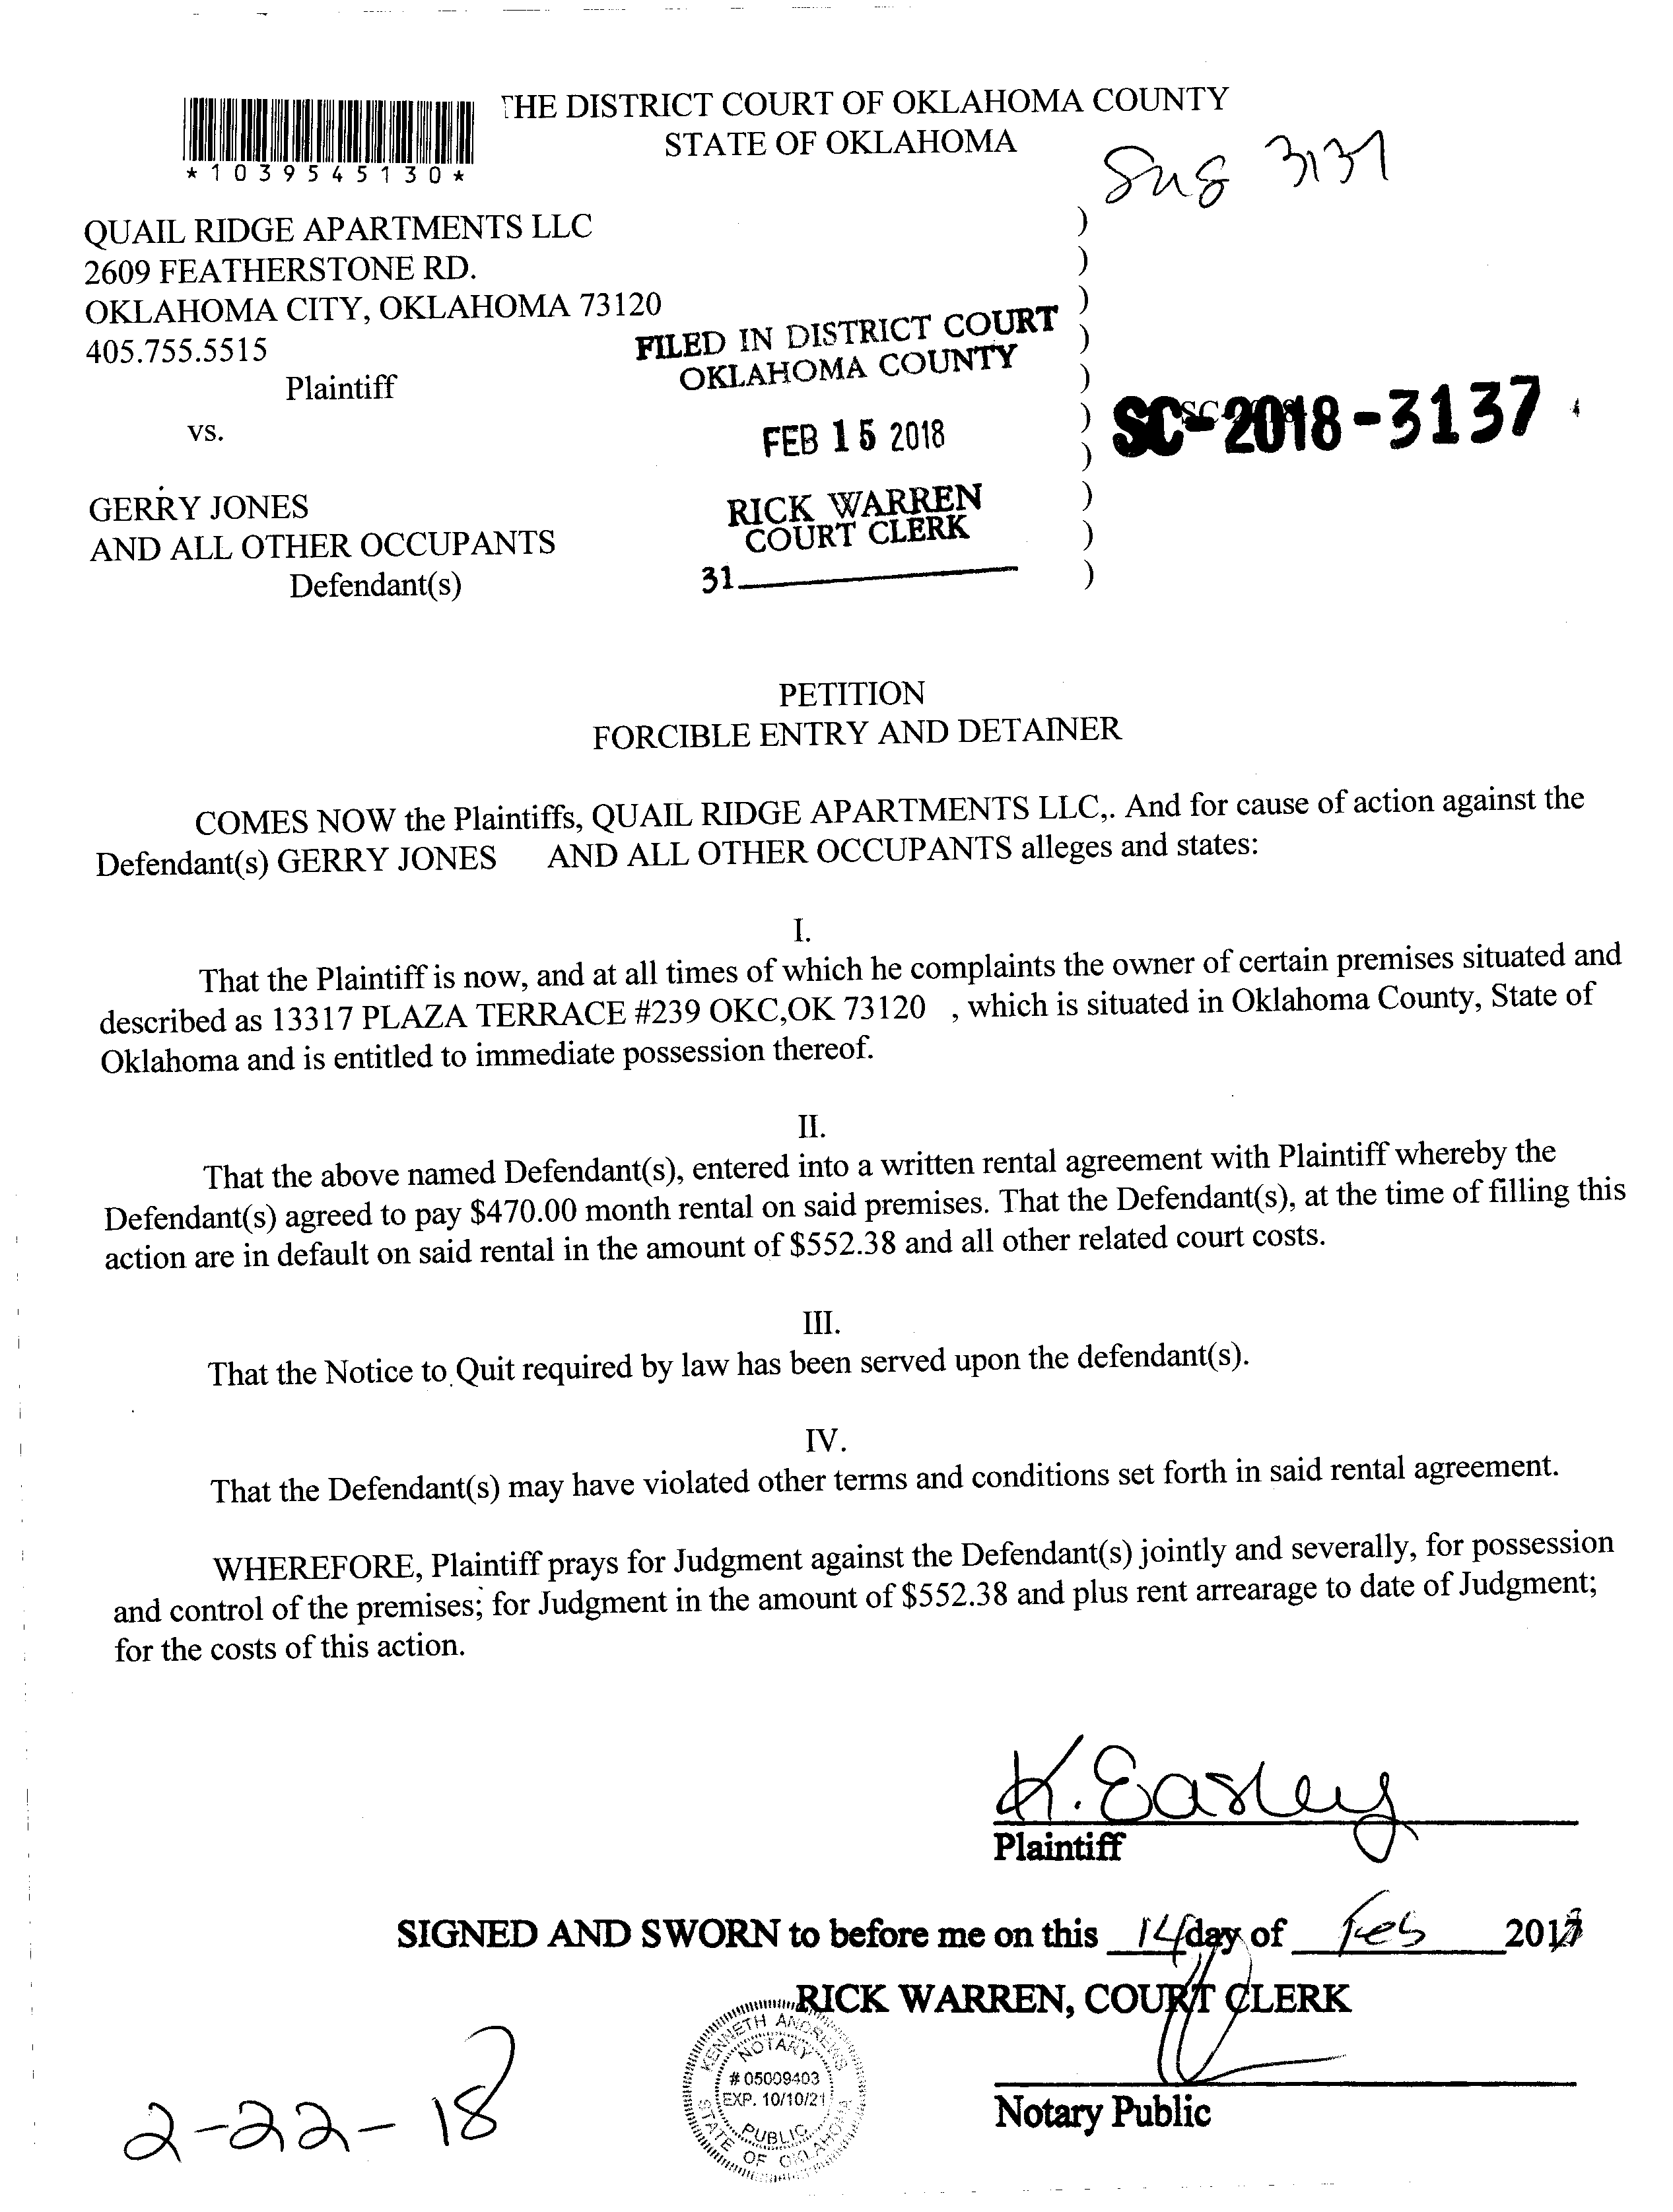 THE DISTRICT COURT OF OKLAHOMA COUNTY
STATE OF OKLAHOMA
*1039545130*
3137
QUAIL RIDGE APARTMENTS LLC )
2609 FEATHERSTONE RD. )
OKLAHOMA CITY, OKLAHOMA 73120 )
405.755.5515 )
Plaintiff )
vs. )
)
GERRY JONES )
AND ALL OTHER OCCUPANTS )
Defendant(s) )
FILED IN DISTRICT COURT
OKLAHOMA COUNTY
FEB 15 2018
RICK WARREN
COURT CLERK
31
SC-2018-3137
PETITION
FORCIBLE ENTRY AND DETAINER
COMES NOW the Plaintiffs, QUAIL RIDGE APARTMENTS LLC,. And for cause of action against the
Defendant(s) GERRY JONES AND ALL OTHER OCCUPANTS alleges and states:
I.
That the Plaintiff is now, and at all times of which he complaints the owner of certain premises situated and
described as 13317 PLAZA TERRACE #239 OKC,OK 73120 , which is situated in Oklahoma County, State of
Oklahoma and is entitled to immediate possession thereof.
II.
That the above named Defendant(s), entered into a written rental agreement with Plaintiff whereby the
Defendant(s) agreed to pay $470.00 month rental on said premises. That the Defendant(s), at the time of filling this
action are in default on said rental in the amount of $552.38 and all other related court costs.
III.
That the Notice to Quit required by law has been served upon the defendant(s).
IV.
That the Defendant(s) may have violated other terms and conditions set forth in said rental agreement.
WHEREFORE, Plaintiff prays for Judgment against the Defendant(s) jointly and severally, for possession
and control of the premises; for Judgment in the amount of $552.38 and plus rent arrearage to date of Judgment;
for the costs of this action.
K. Easley
Plaintiff
SIGNED AND SWORN to before me on this 14 day of Feb 201
RICK WARREN, COURT CLERK
KENNETH ANDREWS
NOTARY
# 05009403
EXP. 10/10/21
PUBLIC
STATE OF OKLAHOMA
Notary Public
2-22-18